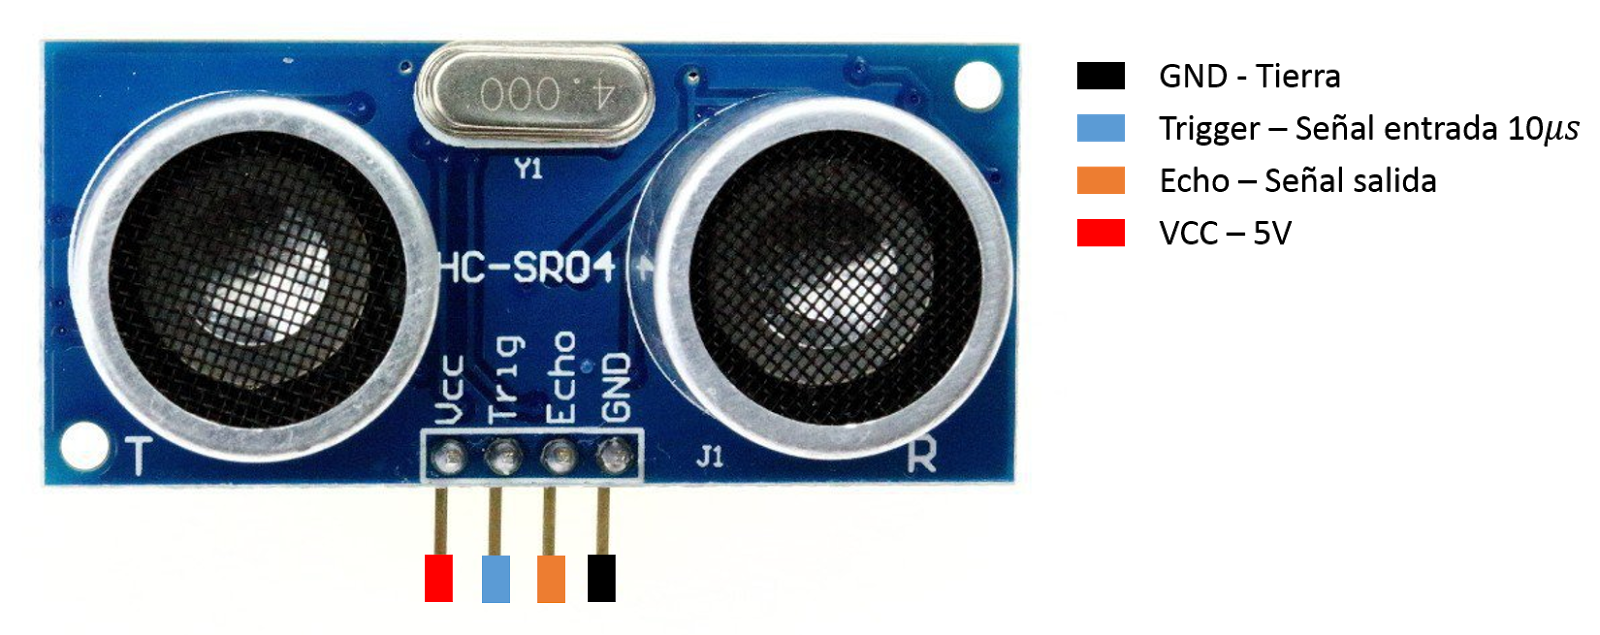 4.000
Y1
HC-SR04
Vcc
Trig
Echo
GND
T
J1
R
GND - Tierra
Trigger – Señal entrada 10μs
Echo – Señal salida
VCC – 5V